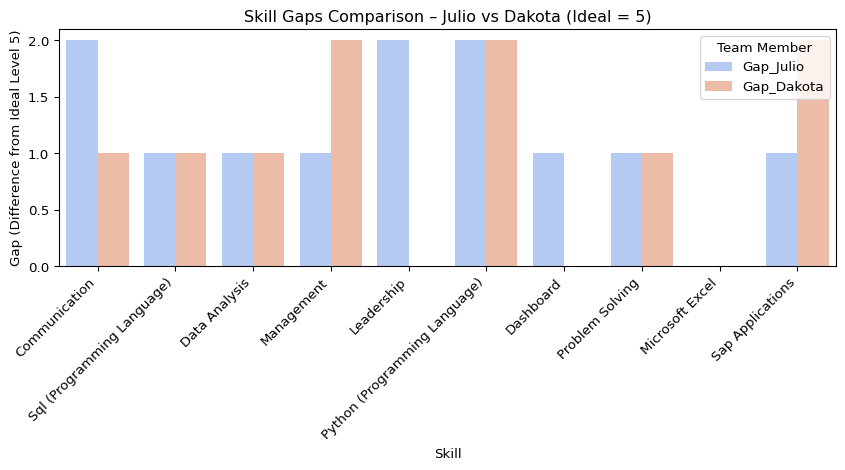 Skill Gaps Comparison – Julio vs Dakota (Ideal = 5)
Gap (Difference from Ideal Level 5)
2.0
1.5
1.0
0.5
0.0
Team Member
Gap_Julio
Gap_Dakota
Communication
Sql (Programming Language)
Data Analysis
Management
Leadership
Python (Programming Language)
Dashboard
Problem Solving
Microsoft Excel
Sap Applications
Skill